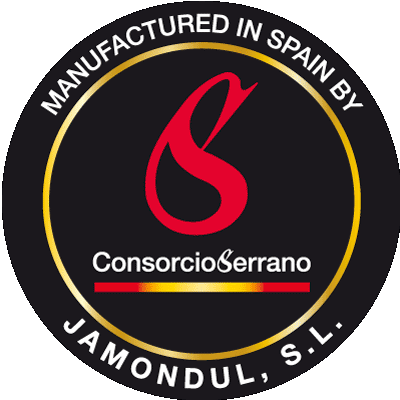 MANUFACTURED IN SPAIN BY
ConsorcioSerrano
JAMONDUL, S.L.